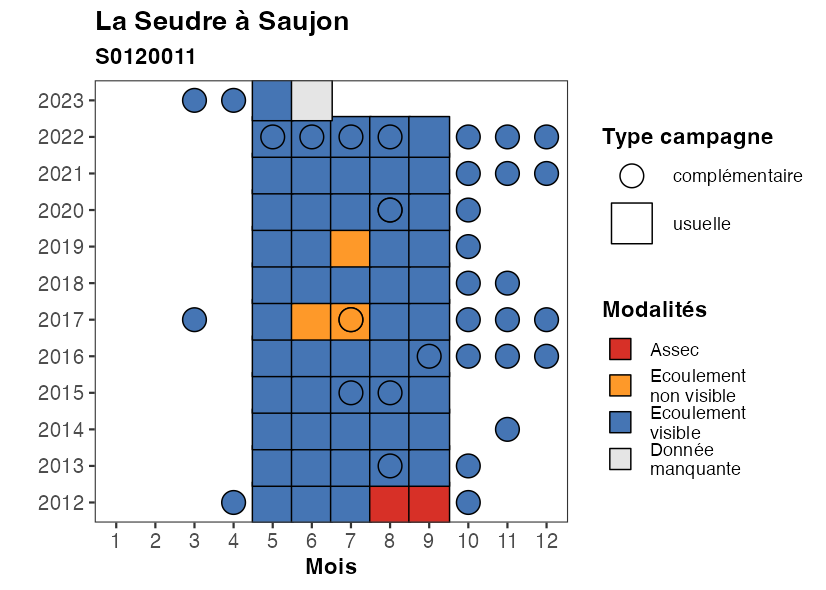 La Seudre à Saujon
S0120011
2023
2022
2021
2020
2019
2018
2017
2016
2015
2014
2013
2012
1 2 3 4 5 6 7 8 9 10 11 12
Mois
Type campagne
complémentaire
usuelle
Modalités
Assec
Ecoulement
non visible
Ecoulement
visible
Donnée
manquante